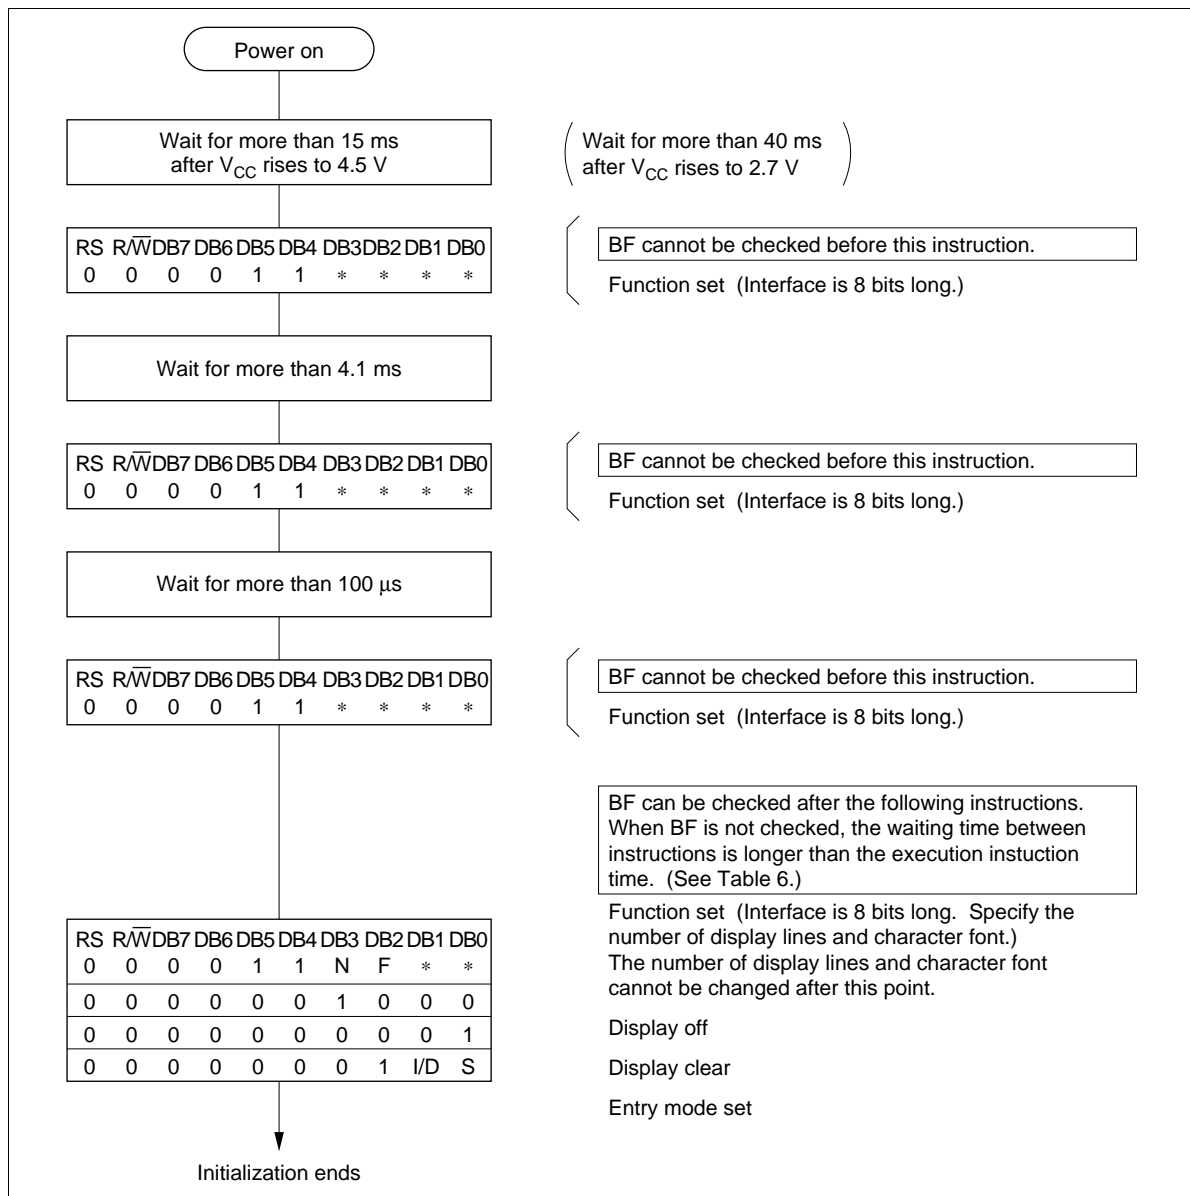 Power on
Wait for more than 15 ms
after VCC rises to 4.5 V
Wait for more than 40 ms
after VCC rises to 2.7 V
RS R/W̅ DB7 DB6 DB5 DB4 DB3 DB2 DB1 DB0
0 0 0 0 1 1 * * * *
BF cannot be checked before this instruction.
Function set (Interface is 8 bits long.)
Wait for more than 4.1 ms
RS R/W̅ DB7 DB6 DB5 DB4 DB3 DB2 DB1 DB0
0 0 0 0 1 1 * * * *
BF cannot be checked before this instruction.
Function set (Interface is 8 bits long.)
Wait for more than 100 µs
RS R/W̅ DB7 DB6 DB5 DB4 DB3 DB2 DB1 DB0
0 0 0 0 1 1 * * * *
BF cannot be checked before this instruction.
Function set (Interface is 8 bits long.)
BF can be checked after the following instructions.
When BF is not checked, the waiting time between
instructions is longer than the execution instuction
time. (See Table 6.)
RS R/W̅ DB7 DB6 DB5 DB4 DB3 DB2 DB1 DB0
0 0 0 0 1 1 N F * *
0 0 0 0 0 0 1 0 0 0
0 0 0 0 0 0 0 0 0 1
0 0 0 0 0 0 0 1 I/D S
Function set (Interface is 8 bits long. Specify the
number of display lines and character font.)
The number of display lines and character font
cannot be changed after this point.
Display off
Display clear
Entry mode set
Initialization ends